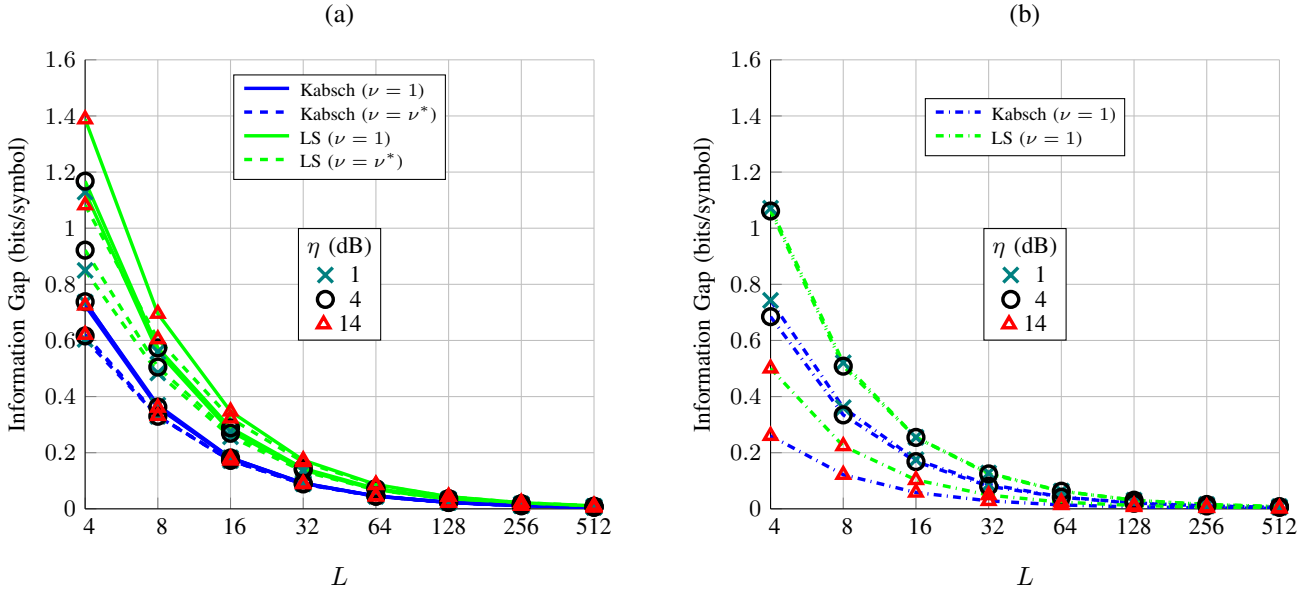 (a)
Information Gap (bits/symbol)
1.6
1.4
1.2
1
0.8
0.6
0.4
0.2
0
4 8 16 32 64 128 256 512
L
Kabsch (ν = 1)
Kabsch (ν = ν*)
LS (ν = 1)
LS (ν = ν*)
η (dB)
1
4
14
(b)
Information Gap (bits/symbol)
1.6
1.4
1.2
1
0.8
0.6
0.4
0.2
0
4 8 16 32 64 128 256 512
L
Kabsch (ν = 1)
LS (ν = 1)
η (dB)
1
4
14